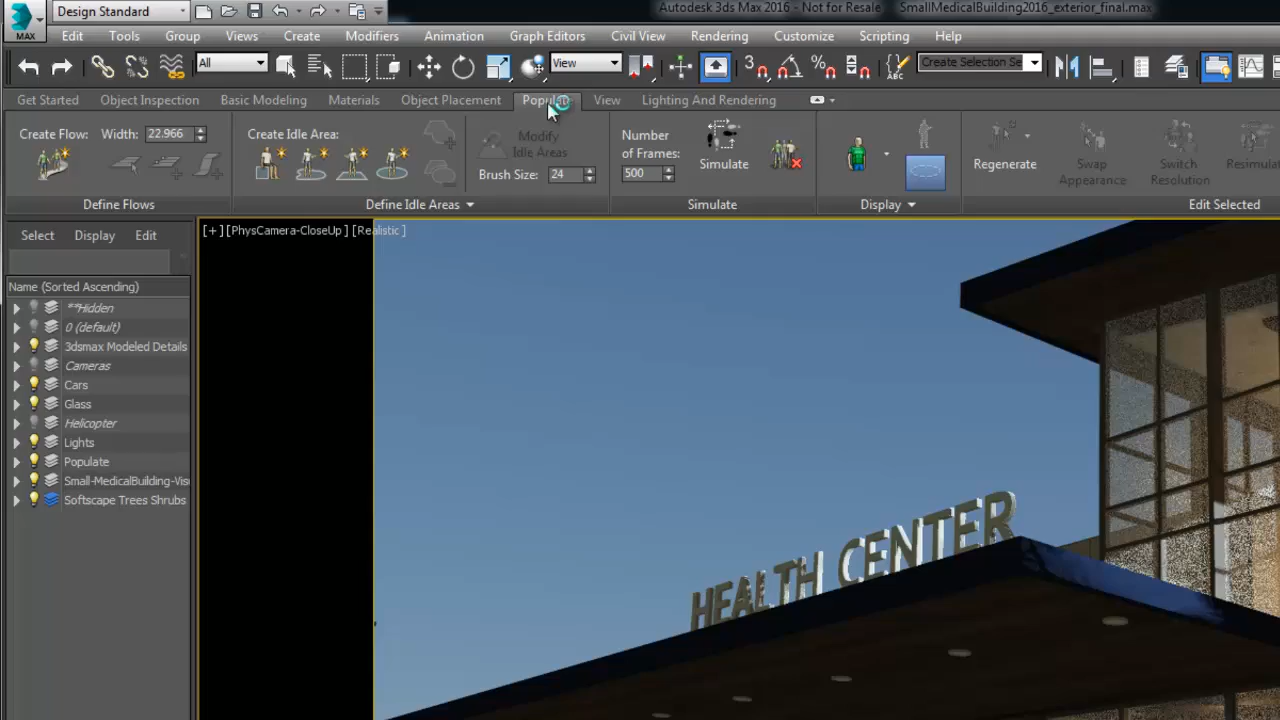 MAX
Design Standard
Autodesk 3ds Max 2016 - Not for Resale SmallMedicalBuilding2016_exterior_final.max
Edit Tools Group Views Create Modifiers Animation Graph Editors Civil View Rendering Customize Scripting Help
All View 3 % ABC Create Selection Se
Get Started Object Inspection Basic Modeling Materials Object Placement Populate View Lighting And Rendering
Create Flow: Width: 22.966
Create Idle Area:
Modify
Idle Areas
Brush Size: 24
Number
of Frames:
500
Simulate
Regenerate
Swap
Appearance
Switch
Resolution
Resimulat
Define Flows Define Idle Areas Simulate Display Edit Selected
Select Display Edit
[+] [PhysCamera-CloseUp] [Realistic]
Name (Sorted Ascending)
**Hidden
0 (default)
3dsmax Modeled Details
Cameras
Cars
Glass
Helicopter
Lights
Populate
Small-MedicalBuilding-Vis
Softscape Trees Shrubs
HEALTH CENTER